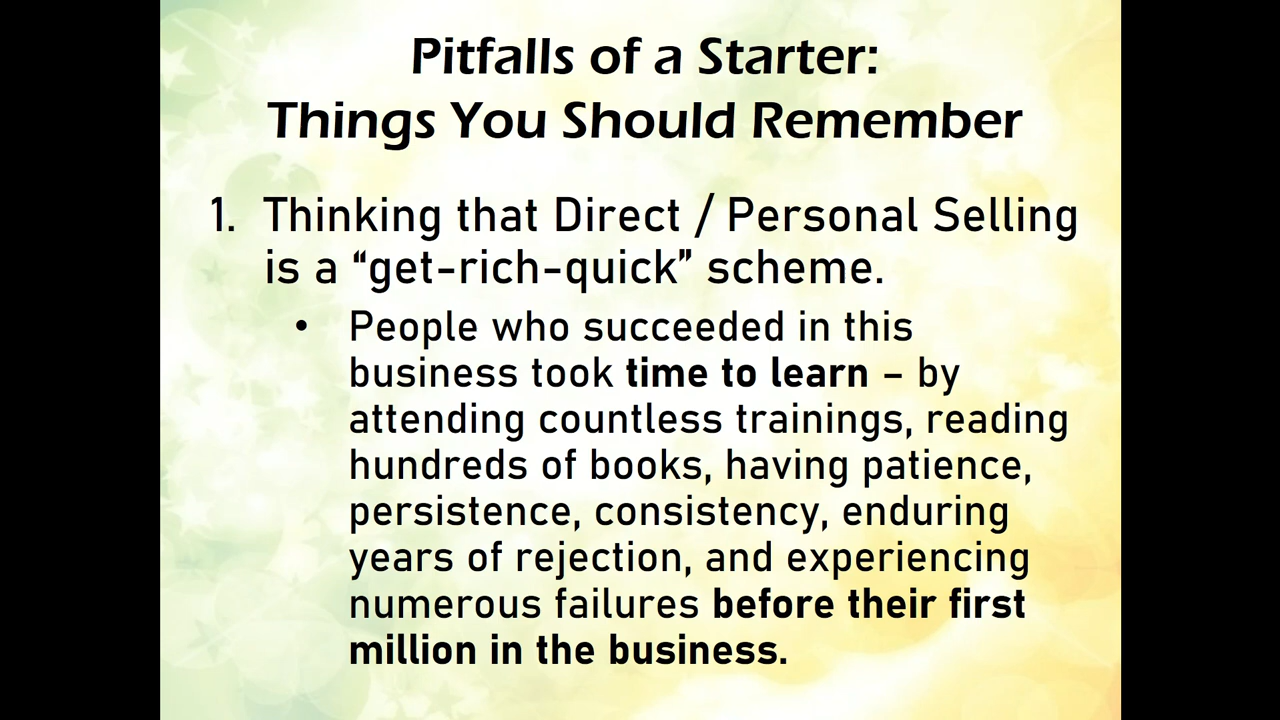 Pitfalls of a Starter:
Things You Should Remember
1. Thinking that Direct / Personal Selling
is a “get-rich-quick” scheme.
• People who succeeded in this
business took time to learn – by
attending countless trainings, reading
hundreds of books, having patience,
persistence, consistency, enduring
years of rejection, and experiencing
numerous failures before their first
million in the business.